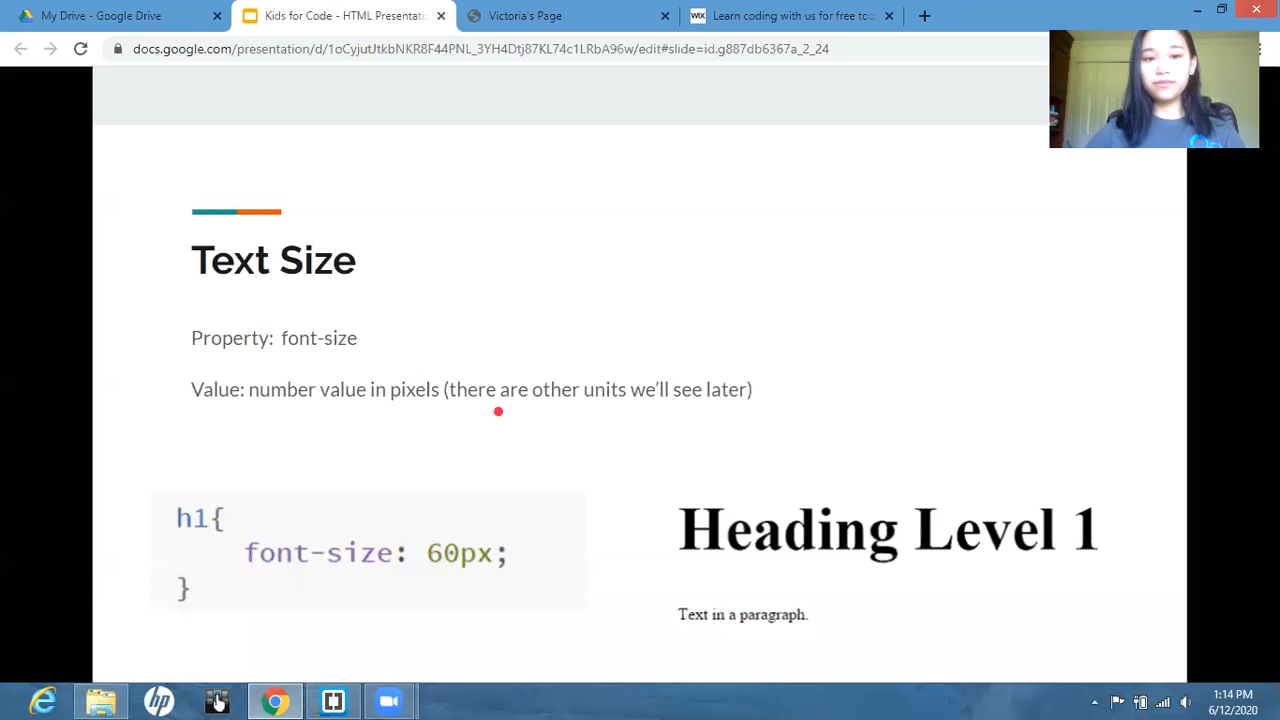 My Drive - Google Drive
Kids for Code - HTML Presentati
Victoria's Page
WIX
Learn coding with us for free to
docs.google.com/presentation/d/1oCyjutJtkbNKR8F44PNL_3YH4Dtj87KL74c1LRbA96w/edit#slide=id.g887db6367a_2_24
Text Size
Property: font-size
Value: number value in pixels (there are other units we'll see later)
h1{
font-size: 60px;
}
Heading Level 1
Text in a paragraph.
hp
1:14 PM
6/12/2020